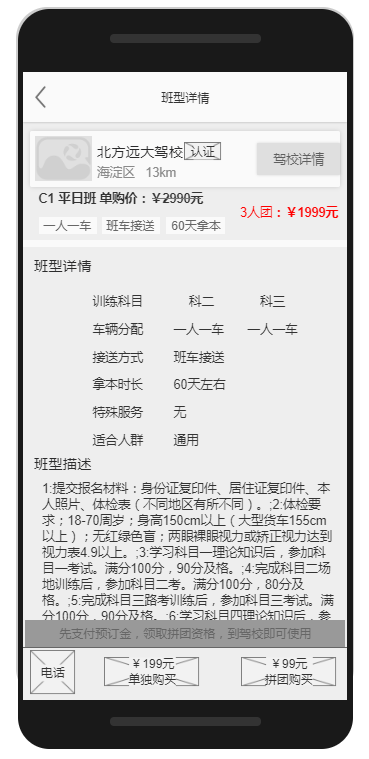 班型详情
北方远大驾校 认证
驾校详情
海淀区 13km
C1 平日班 单购价：￥2990元
3人团：￥1999元
一人一车 班车接送 60天拿本
班型详情
训练科目 科二 科三
车辆分配 一人一车 一人一车
接送方式 班车接送
拿本时长 60天左右
特殊服务 无
适合人群 通用
班型描述
1:提交报名材料：身份证复印件、居住证复印件、本
人照片、体检表（不同地区有所不同）。;2:体检要
求；18-70周岁；身高150cm以上（大型货车155cm
以上）；无红绿色盲；两眼裸眼视力或矫正视力达到
视力表4.9以上。;3:学习科目一理论知识后，参加科
目一考试。满分100分，90分及格。;4:完成科目二场
地训练后，参加科目二考。满分100分，80分及
格。;5:完成科目三路考训练后，参加科目三考试。满
分100分，90分及格。;6:学习科目四理论知识后，参
先支付预订金，领取拼团资格，到驾校即可使用
电话
￥199元
单独购买
￥99元
拼团购买